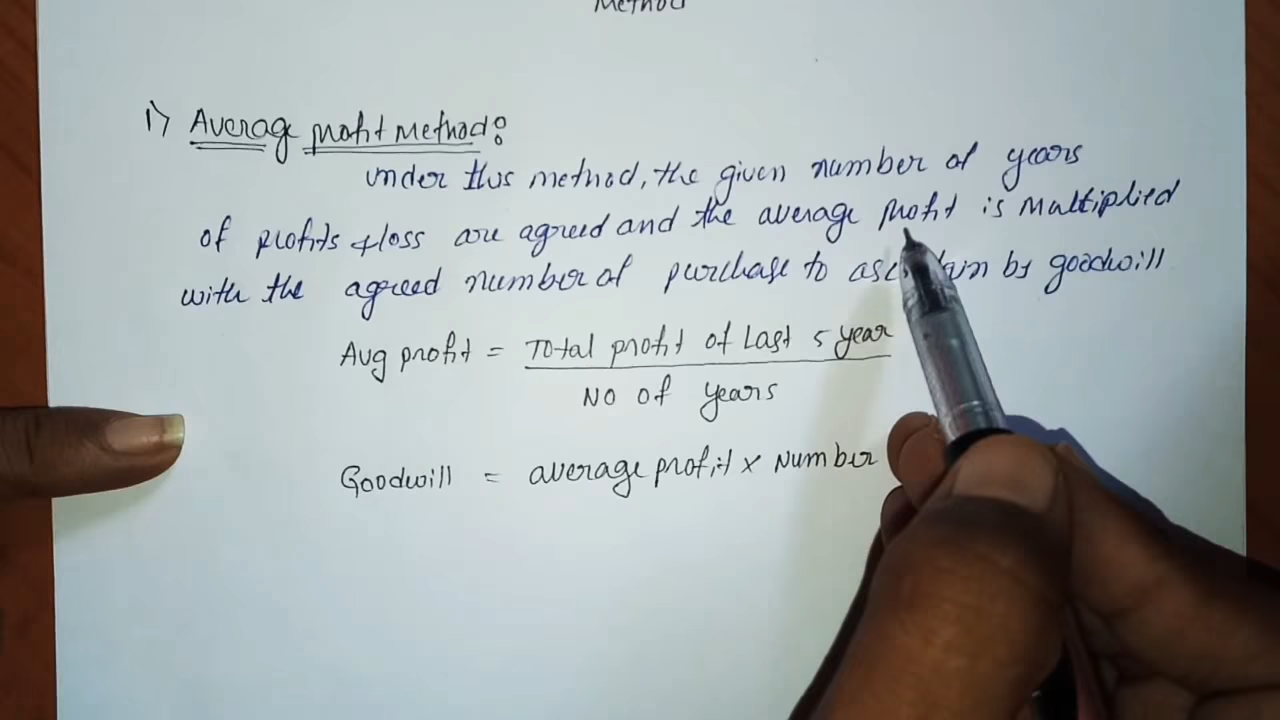 Method
1) Average profit Method:
under this method, the given number of years
of profits + loss are agreed and the average profit is multiplied
with the agreed number of purchase to by goodwill
Avg profit = Total profit of Last 5 year
No of years
Goodwill = average profit x Number